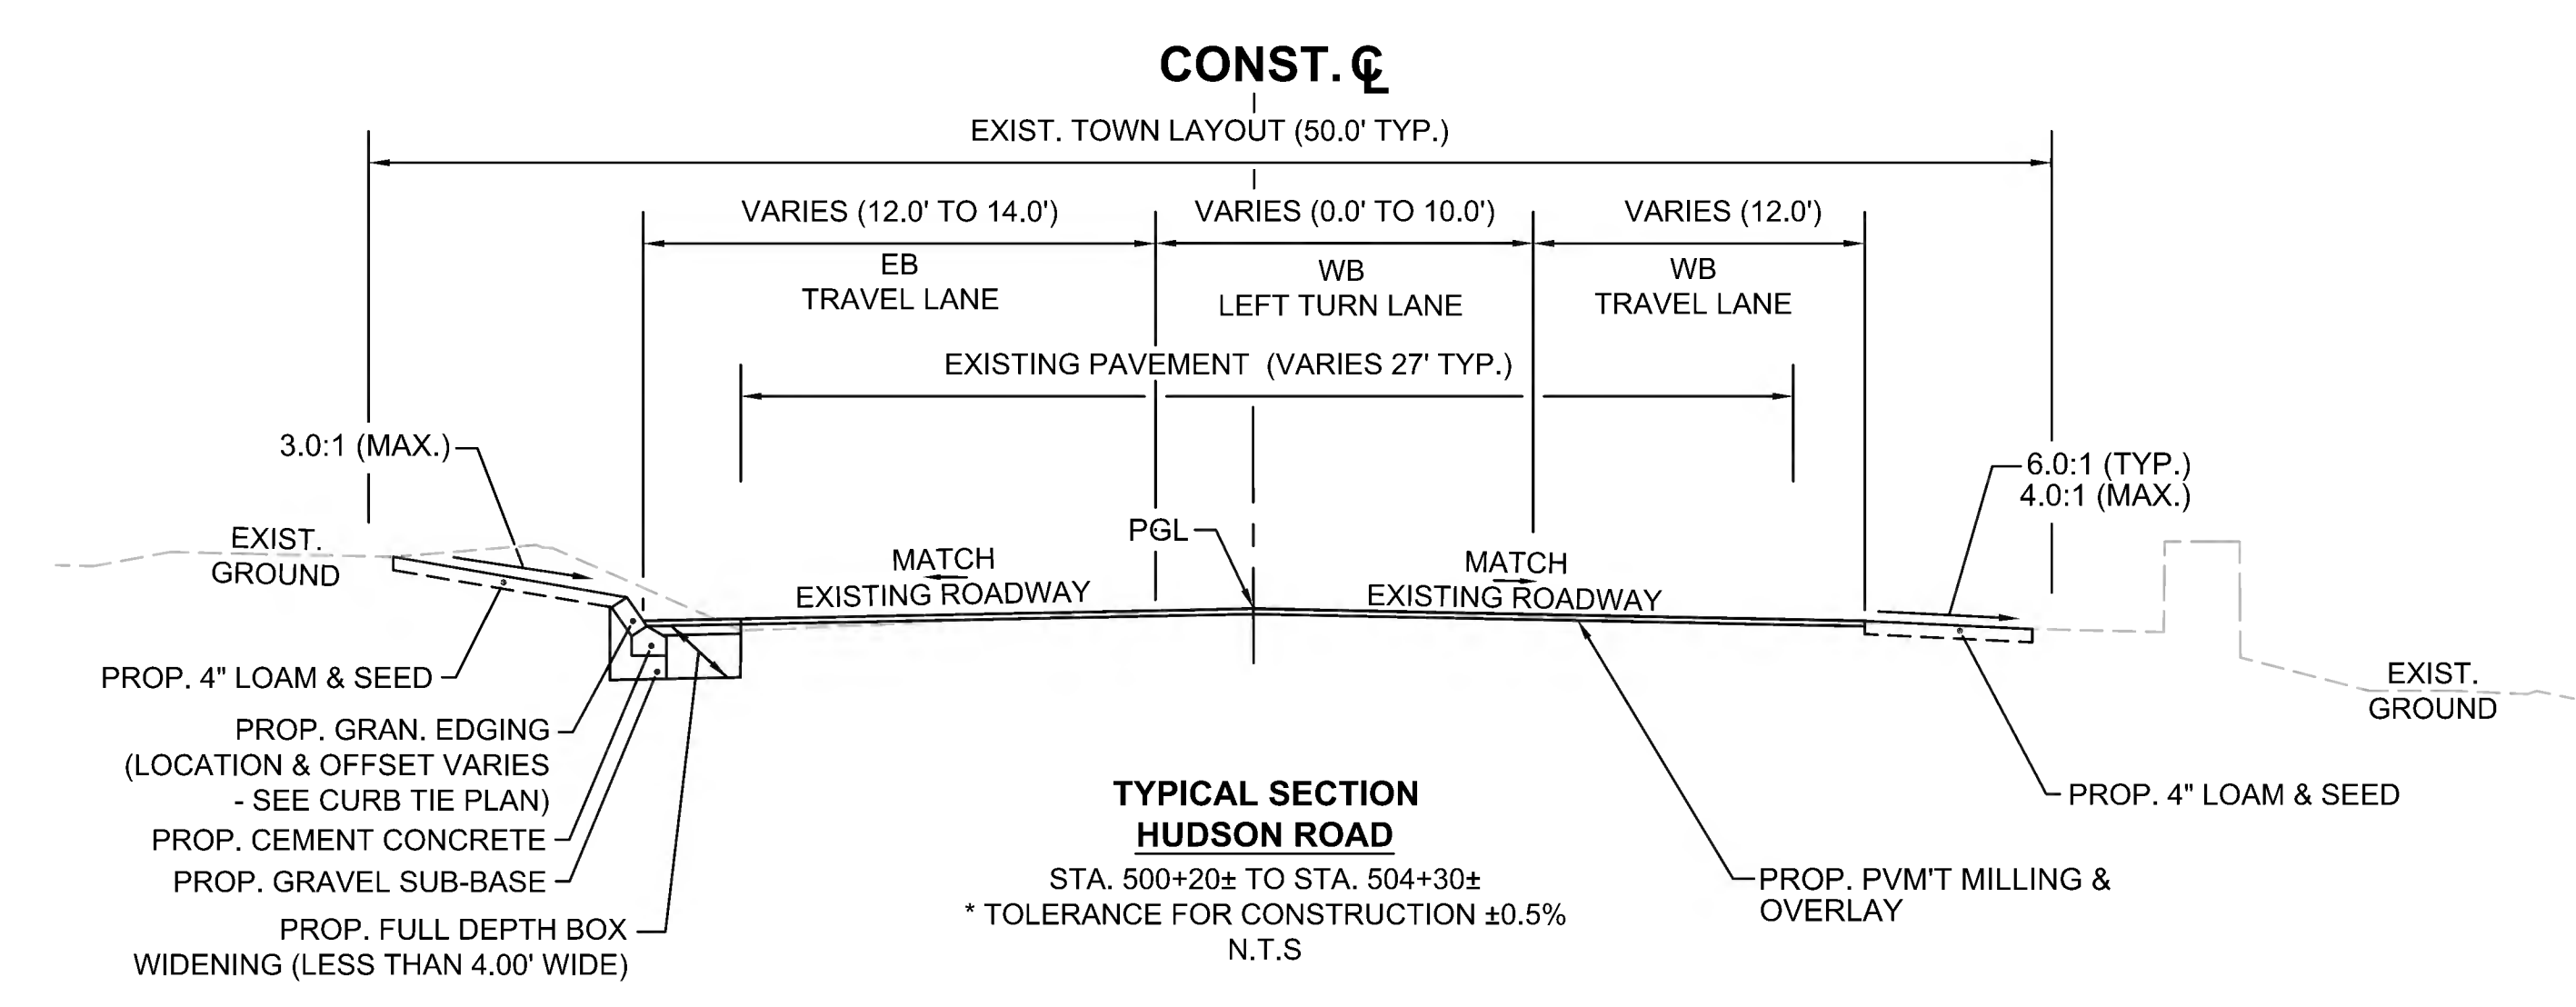 CONST. ℄
EXIST. TOWN LAYOUT (50.0' TYP.)
VARIES (12.0' TO 14.0')
VARIES (0.0' TO 10.0')
VARIES (12.0')
EB
TRAVEL LANE
WB
LEFT TURN LANE
WB
TRAVEL LANE
EXISTING PAVEMENT (VARIES 27' TYP.)
3.0:1 (MAX.)
6.0:1 (TYP.)
4.0:1 (MAX.)
EXIST.
GROUND
MATCH
EXISTING ROADWAY
PGL
MATCH
EXISTING ROADWAY
EXIST.
GROUND
PROP. 4" LOAM & SEED
PROP. GRAN. EDGING
(LOCATION & OFFSET VARIES
- SEE CURB TIE PLAN)
PROP. CEMENT CONCRETE
PROP. GRAVEL SUB-BASE
PROP. FULL DEPTH BOX
WIDENING (LESS THAN 4.00' WIDE)
TYPICAL SECTION
HUDSON ROAD
STA. 500+20± TO STA. 504+30±
* TOLERANCE FOR CONSTRUCTION ±0.5%
N.T.S
PROP. 4" LOAM & SEED
PROP. PVM'T MILLING &
OVERLAY